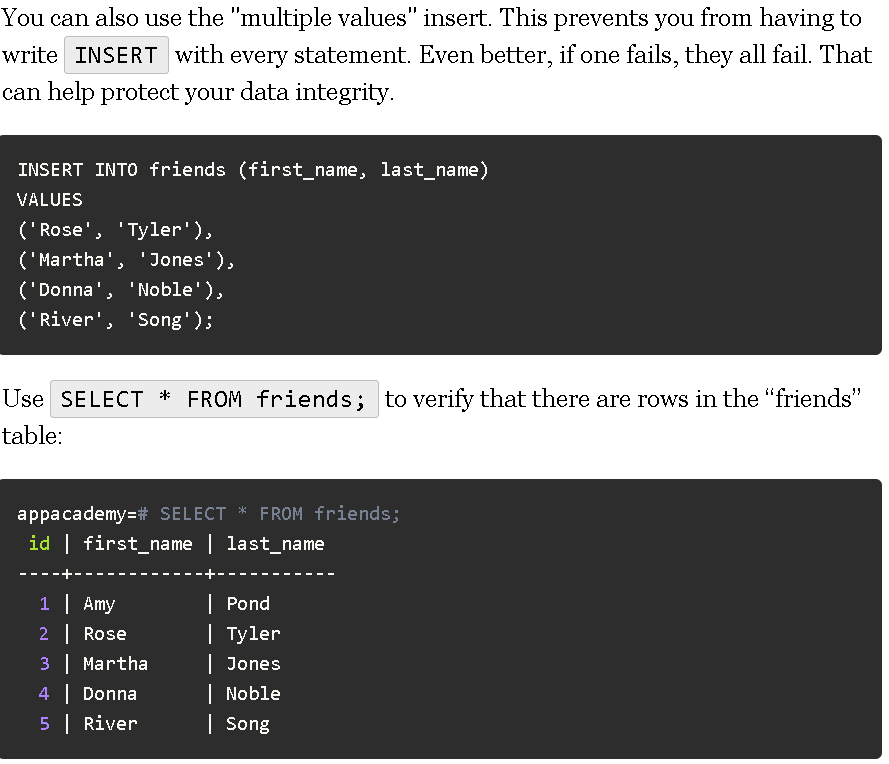 You can also use the "multiple values" insert. This prevents you from having to
write INSERT with every statement. Even better, if one fails, they all fail. That
can help protect your data integrity.
INSERT INTO friends (first_name, last_name)
VALUES
('Rose', 'Tyler'),
('Martha', 'Jones'),
('Donna', 'Noble'),
('River', 'Song');
Use SELECT * FROM friends; to verify that there are rows in the “friends”
table:
appacademy=# SELECT * FROM friends;
 id | first_name | last_name
----+------------+-----------
  1 | Amy        | Pond
  2 | Rose       | Tyler
  3 | Martha     | Jones
  4 | Donna      | Noble
  5 | River      | Song